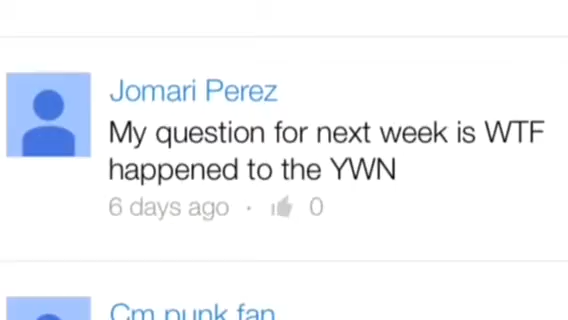 Jomari Perez
My question for next week is WTF
happened to the YWN
6 days ago · 0
Cm punk fan